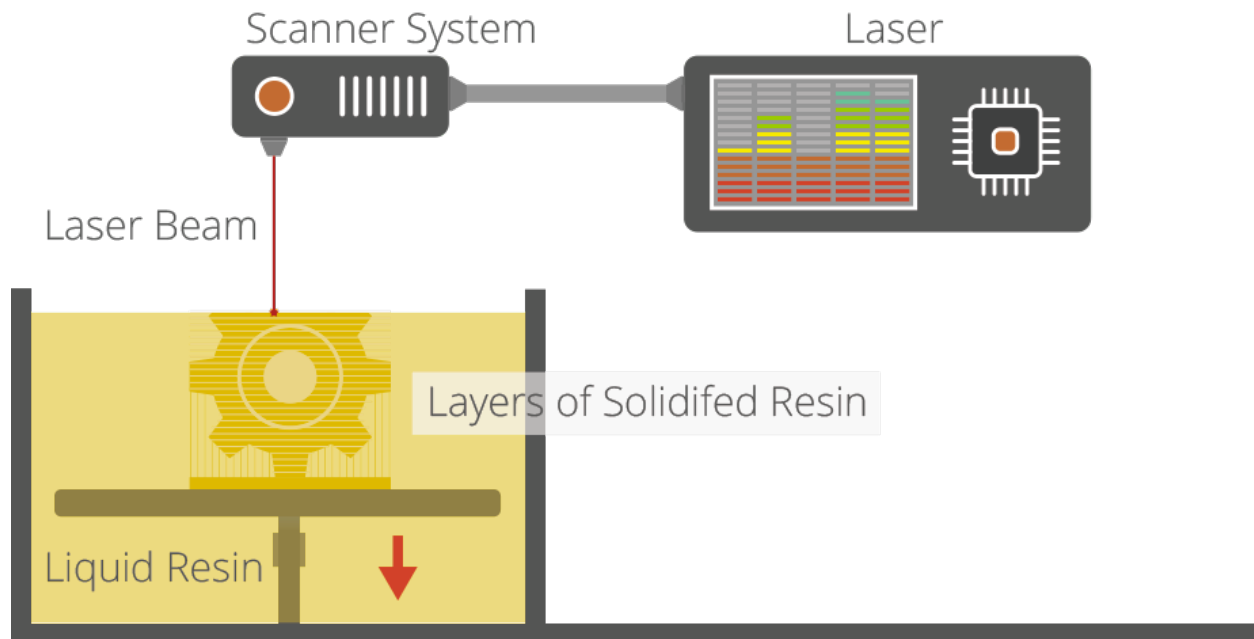 Scanner System
Laser
Laser Beam
Layers of Solidifed Resin
Liquid Resin